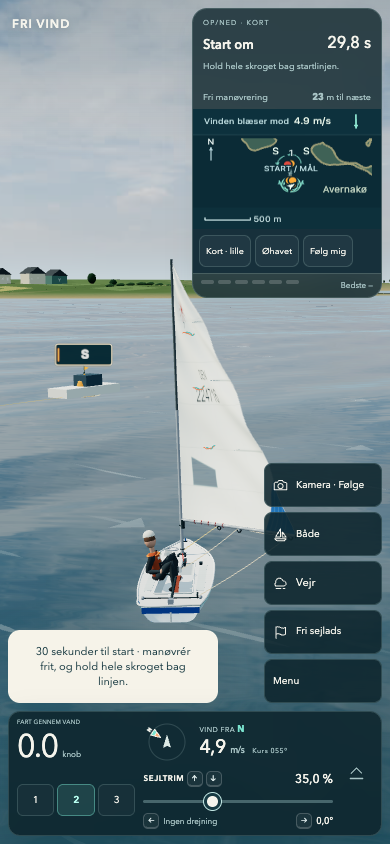 FRI VIND
OP/NED · KORT
Start om 29,8 s
Hold hele skroget bag startlinjen.
Fri manøvrering 23 m til næste
Vinden blæser mod 4.9 m/s
N
S 1 S
START / MÅL
Avernakø
500 m
Kort · lille Øhavet Følg mig
Bedste –
S
Kamera · Følge
Både
Vejr
Fri sejlads
Menu
30 sekunder til start · manøvrér
frit, og hold hele skroget bag
linjen.
FART GENNEM VAND
0.0 knob
VIND FRA N
4,9 m/s Kurs 055°
1 2 3
SEJLTRIM ↑ ↓ 35,0 %
← Ingen drejning → 0,0°